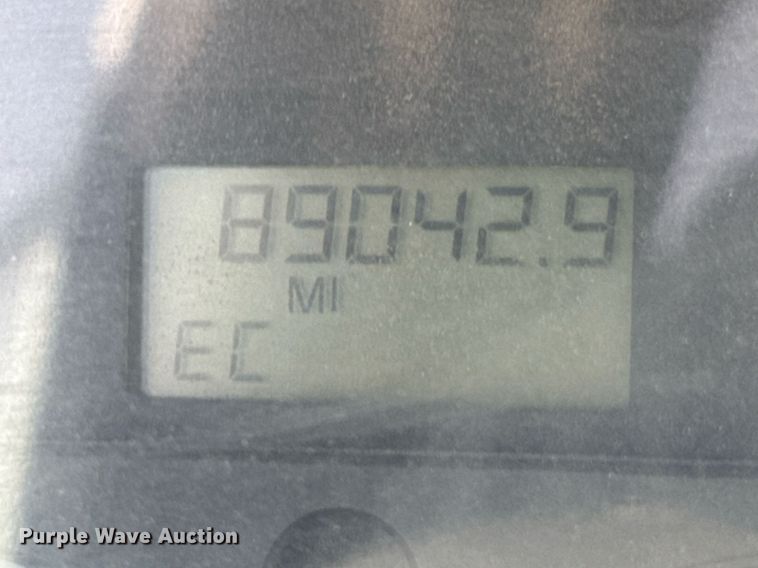 89042.9
MI
EC
Purple Wave Auction®